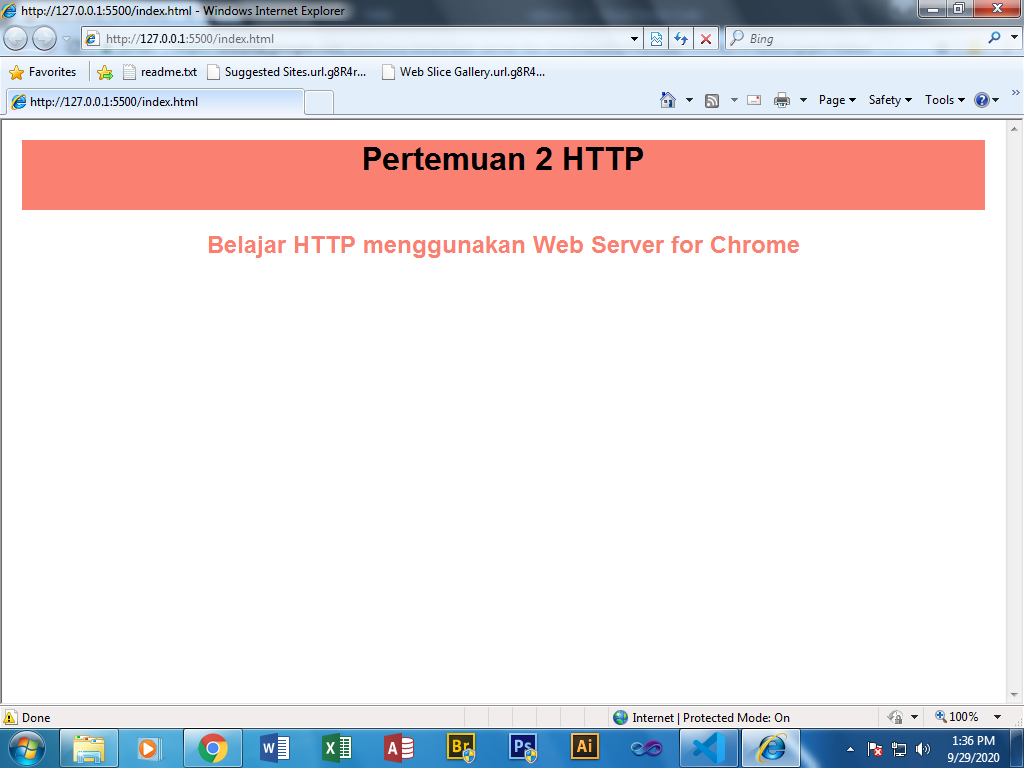 http://127.0.0.1:5500/index.html - Windows Internet Explorer
http://127.0.0.1:5500/index.html
Bing
Favorites
readme.txt
Suggested Sites.url.g8R4r...
Web Slice Gallery.url.g8R4...
http://127.0.0.1:5500/index.html
Page
Safety
Tools
Pertemuan 2 HTTP
Belajar HTTP menggunakan Web Server for Chrome
Done
Internet | Protected Mode: On
100%
Br
Ps
Ai
1:36 PM
9/29/2020